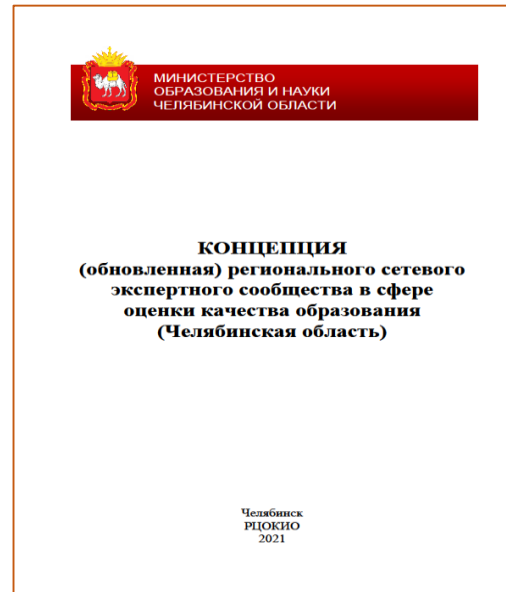 МИНИСТЕРСТВО
ОБРАЗОВАНИЯ И НАУКИ
ЧЕЛЯБИНСКОЙ ОБЛАСТИ
КОНЦЕПЦИЯ
(обновленная) регионального сетевого
экспертного сообщества в сфере
оценки качества образования
(Челябинская область)
Челябинск
РЦОКИО
2021